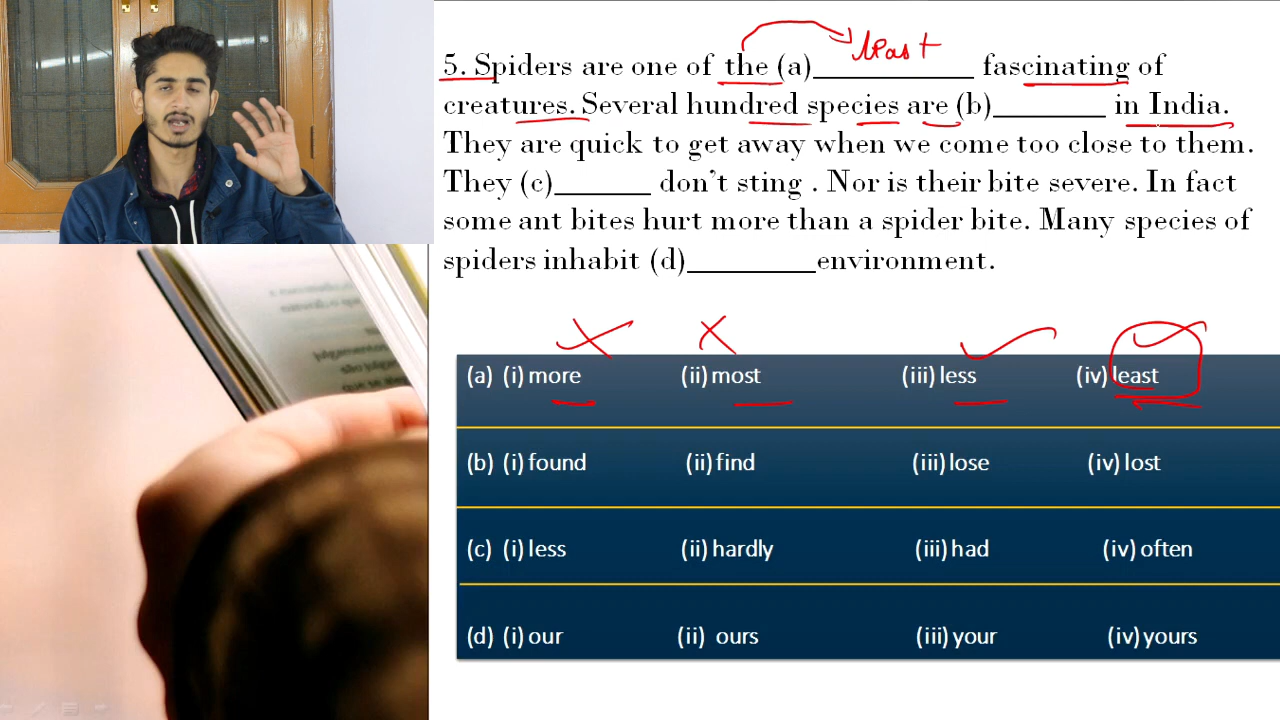 least
5. Spiders are one of the (a)__________ fascinating of
creatures. Several hundred species are (b)_______ in India.
They are quick to get away when we come too close to them.
They (c)______ don't sting . Nor is their bite severe. In fact
some ant bites hurt more than a spider bite. Many species of
spiders inhabit (d)________environment.
(a) (i) more (ii) most (iii) less (iv) least
(b) (i) found (ii) find (iii) lose (iv) lost
(c) (i) less (ii) hardly (iii) had (iv) often
(d) (i) our (ii) ours (iii) your (iv) yours